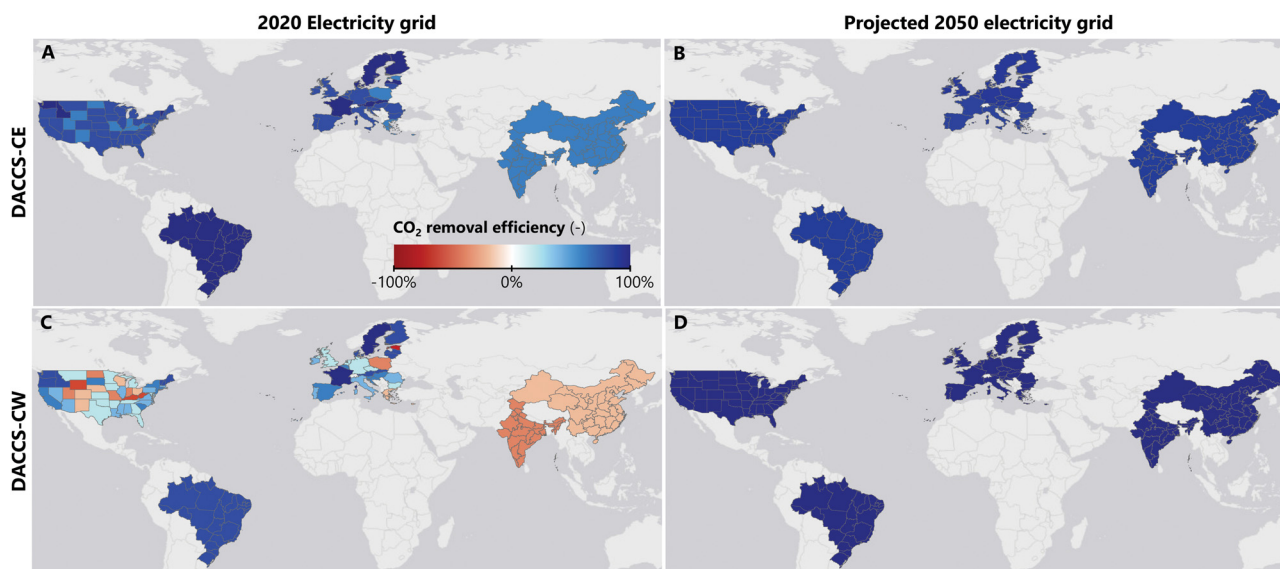 2020 Electricity grid
Projected 2050 electricity grid
DACCS-CE
A
B
CO₂ removal efficiency (-)
-100% 0% 100%
DACCS-CW
C
D